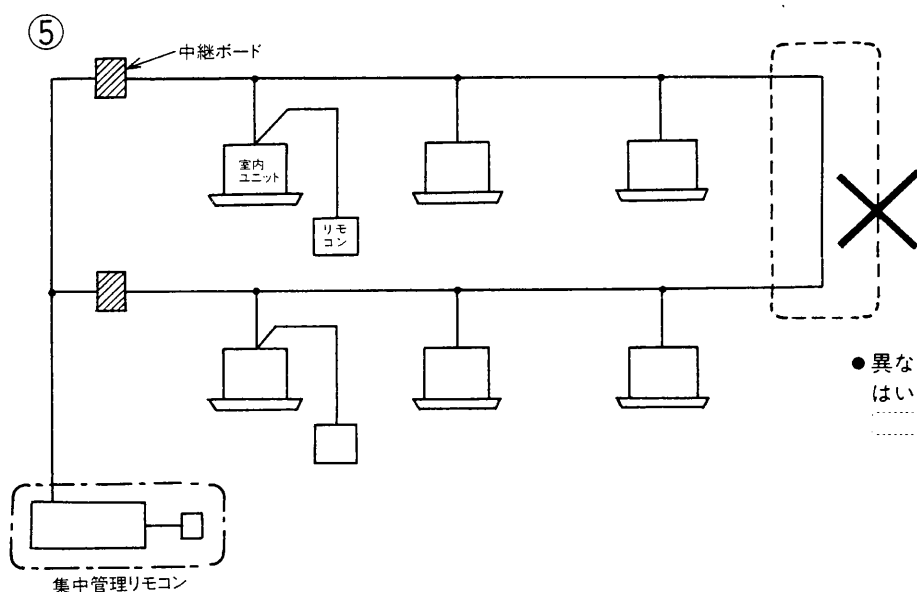 ⑤
中継ボード
室内
ユニット
リモ
コン
● 異な
はい
集中管理リモコン